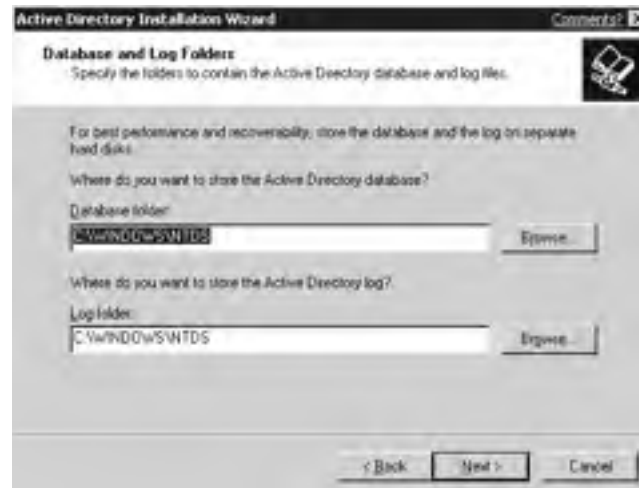 Active Directory Installation Wizard
Comments?
Database and Log Folders
Specify the folders to contain the Active Directory database and log files.
For best performance and recoverability, store the database and the log on separate
hard disks.
Where do you want to store the Active Directory database?
Database folder:
C:\WINDOWS\NTDS
Browse...
Where do you want to store the Active Directory log?
Log folder:
C:\WINDOWS\NTDS
Browse...
< Back
Next >
Cancel